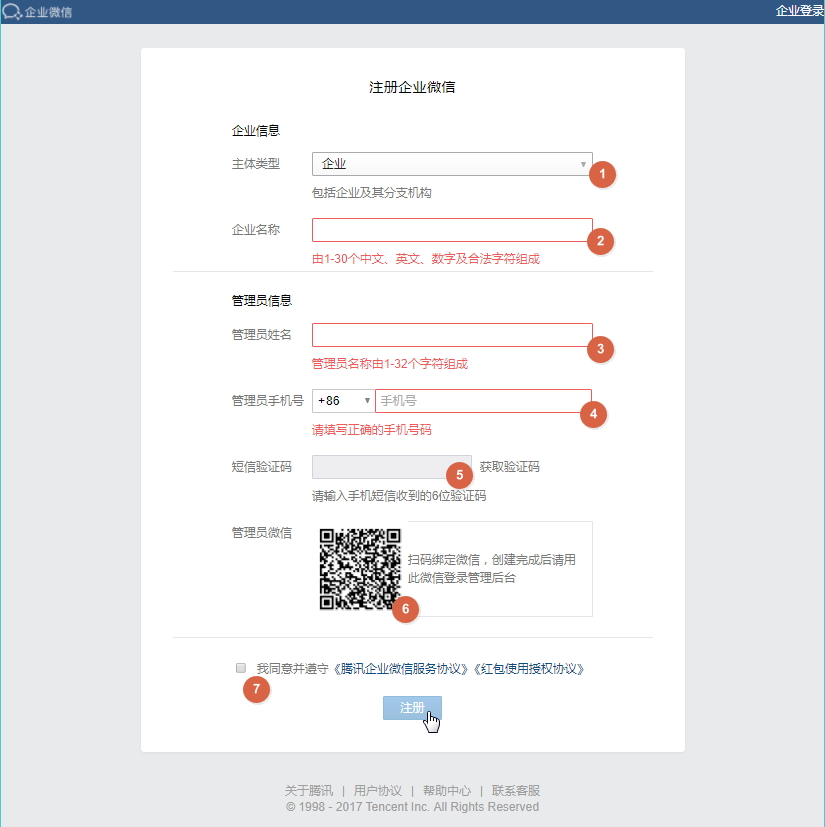 企业微信
企业登录
注册企业微信
企业信息
主体类型 企业
1
包括企业及其分支机构
企业名称
2
由1-30个中文、英文、数字及合法字符组成
管理员信息
管理员姓名
3
管理员名称由1-32个字符组成
管理员手机号 +86 手机号
4
请填写正确的手机号码
短信验证码 获取验证码
5
请输入手机短信收到的6位验证码
管理员微信
扫码绑定微信，创建完成后请用
此微信登录管理后台
6
我同意并遵守《腾讯企业微信服务协议》《红包使用授权协议》
7
注册
关于腾讯 | 用户协议 | 帮助中心 | 联系客服
© 1998 - 2017 Tencent Inc. All Rights Reserved